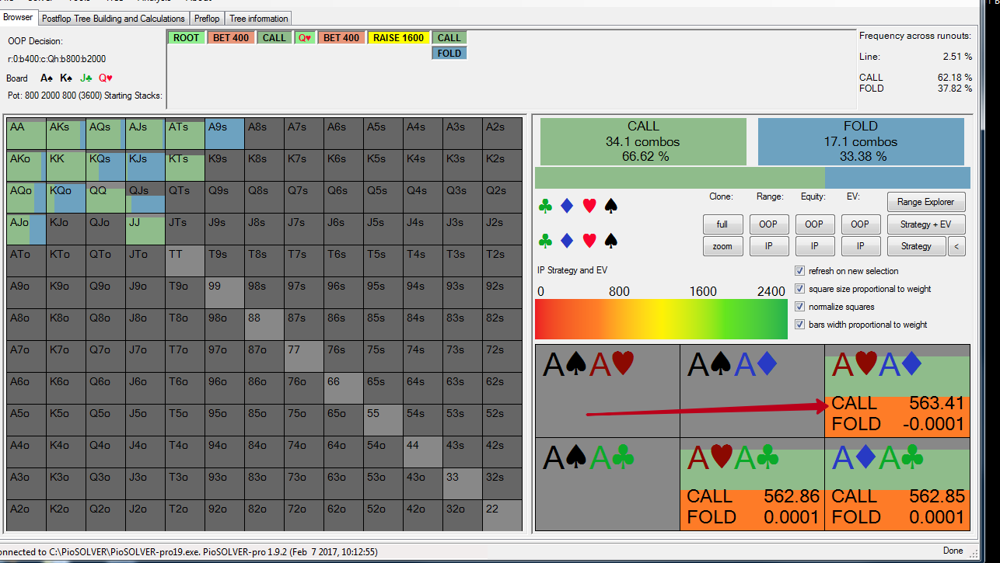 Browser Postflop Tree Building and Calculations Preflop Tree information
OOP Decision:
r:0:b400:c:Qh:b800:b2000
Board A♠ K♠ J♣ Q♥
Pot: 800 2000 800 (3600) Starting Stacks:
ROOT BET 400 CALL Q♥ BET 400 RAISE 1600 CALL
FOLD
Frequency across runouts:
Line: 2.51 %
CALL 62.18 %
FOLD 37.82 %
AA AKs AQs AJs ATs A9s A8s A7s A6s A5s A4s A3s A2s
AKo KK KQs KJs KTs K9s K8s K7s K6s K5s K4s K3s K2s
AQo KQo QQ QJs QTs Q9s Q8s Q7s Q6s Q5s Q4s Q3s Q2s
AJo KJo QJo JJ JTs J9s J8s J7s J6s J5s J4s J3s J2s
ATo KTo QTo JTo TT T9s T8s T7s T6s T5s T4s T3s T2s
A9o K9o Q9o J9o T9o 99 98s 97s 96s 95s 94s 93s 92s
A8o K8o Q8o J8o T8o 98o 88 87s 86s 85s 84s 83s 82s
A7o K7o Q7o J7o T7o 97o 87o 77 76s 75s 74s 73s 72s
A6o K6o Q6o J6o T6o 96o 86o 76o 66 65s 64s 63s 62s
A5o K5o Q5o J5o T5o 95o 85o 75o 65o 55 54s 53s 52s
A4o K4o Q4o J4o T4o 94o 84o 74o 64o 54o 44 43s 42s
A3o K3o Q3o J3o T3o 93o 83o 73o 63o 53o 43o 33 32s
A2o K2o Q2o J2o T2o 92o 82o 72o 62o 52o 42o 32o 22
CALL
34.1 combos
66.62 %
FOLD
17.1 combos
33.38 %
♣ ♦ ♥ ♠
♣ ♦ ♥ ♠
Clone: Range: Equity: EV:
Range Explorer
full OOP OOP OOP Strategy + EV
zoom IP IP IP Strategy <
IP Strategy and EV
0 800 1600 2400
refresh on new selection
square size proportional to weight
nomalize squares
bars width proportional to weight
A♠A♥ A♠A♦ A♥A♦
CALL 563.41
FOLD -0.0001
A♠A♣ A♥A♣ A♦A♣
CALL 562.86 CALL 562.85
FOLD 0.0001 FOLD 0.0001
onnected to C:\PioSOLVER\PioSOLVER-pro19.exe. PioSOLVER-pro 1.9.2 (Feb 7 2017, 10:12:55)
Done